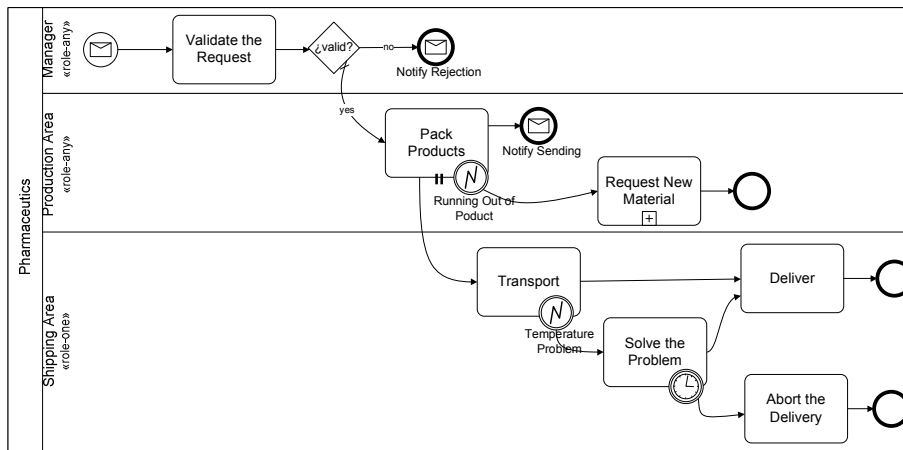 Pharmaceutics
Manager
«role-any»
Validate the
Request
¿valid?
no
Notify Rejection
yes
Production Area
«role-any»
Pack
Products
Notify Sending
Running Out of
Poduct
Request New
Material
Shipping Area
«role-one»
Transport
Temperature
Problem
Solve the
Problem
Deliver
Abort the
Delivery